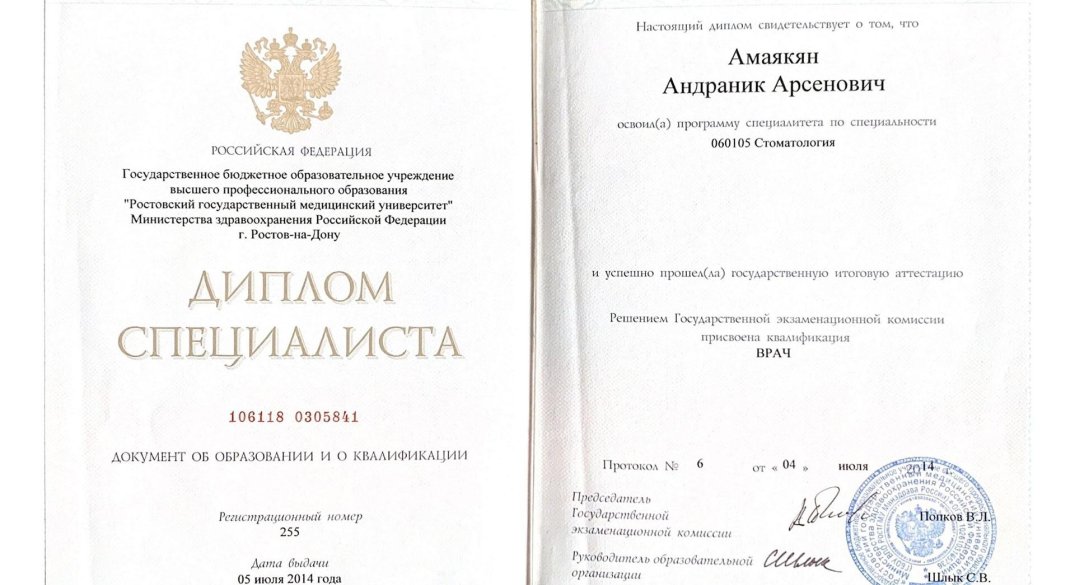 РОССИЙСКАЯ ФЕДЕРАЦИЯ
Государственное бюджетное образовательное учреждение
высшего профессионального образования
"Ростовский государственный медицинский университет"
Министерства здравоохранения Российской Федерации
г. Ростов-на-Дону
ДИПЛОМ
СПЕЦИАЛИСТА
106118 0305841
ДОКУМЕНТ ОБ ОБРАЗОВАНИИ И О КВАЛИФИКАЦИИ
Регистрационный номер
255
Дата выдачи
05 июля 2014 года
Настоящий диплом свидетельствует о том, что
Амаякян
Андраник Арсенович
освоил(а) программу специалитета по специальности
060105 Стоматология
и успешно прошел(ла) государственную итоговую аттестацию
Решением Государственной экзаменационной комиссии
присвоена квалификация
ВРАЧ
Протокол № 6 от « 04 » июля 2014 г.
Председатель
Государственной
экзаменационной комиссии
Попков В.Л.
Руководитель образовательной
организации
Шлык С.В.